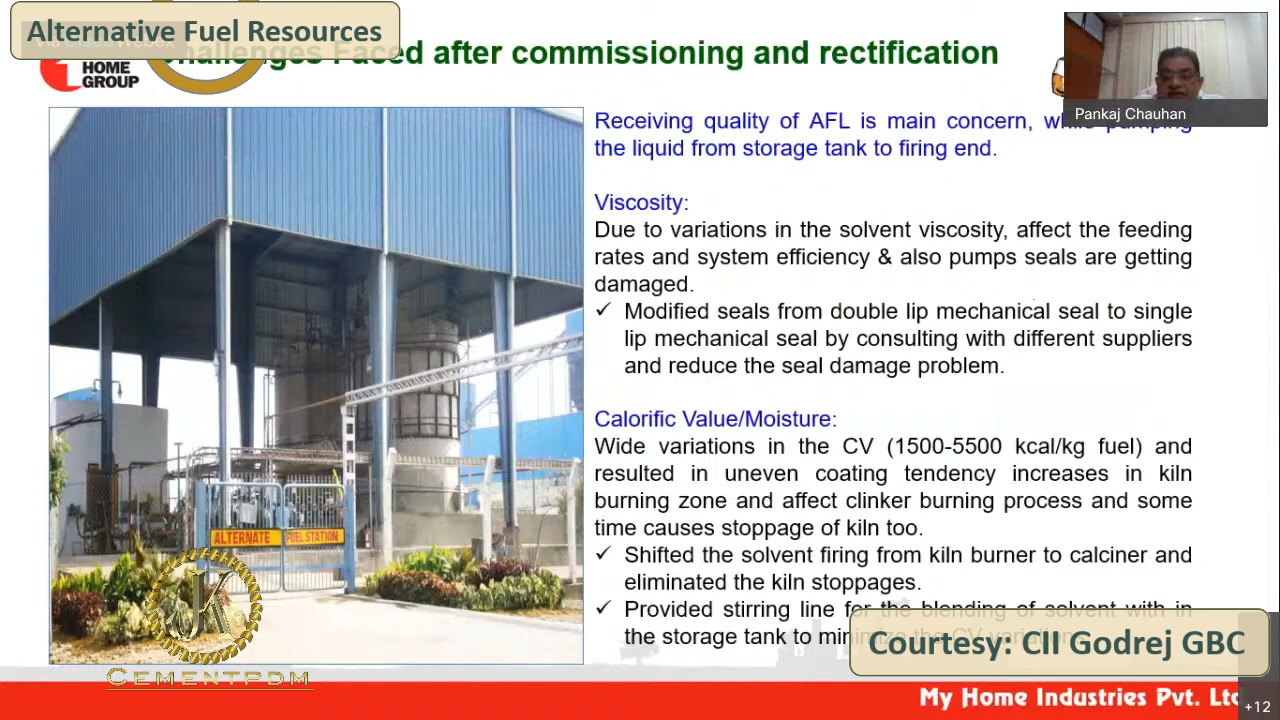 Alternative Fuel Resources
Challenges Faced after commissioning and rectification
HOME
GROUP
Pankaj Chauhan
Receiving quality of AFL is main concern, while pumping
the liquid from storage tank to firing end.
Viscosity:
Due to variations in the solvent viscosity, affect the feeding
rates and system efficiency & also pumps seals are getting
damaged.
✓ Modified seals from double lip mechanical seal to single
lip mechanical seal by consulting with different suppliers
and reduce the seal damage problem.
Calorific Value/Moisture:
Wide variations in the CV (1500-5500 kcal/kg fuel) and
resulted in uneven coating tendency increases in kiln
burning zone and affect clinker burning process and some
time causes stoppage of kiln too.
✓ Shifted the solvent firing from kiln burner to calciner and
eliminated the kiln stoppages.
✓ Provided stirring line for the blending of solvent with in
the storage tank to minimize the CV variations
ALTERNATE FUEL STATION
JK
CEMENTPDM
Courtesy: CII Godrej GBC
My Home Industries Pvt. Ltd
+12